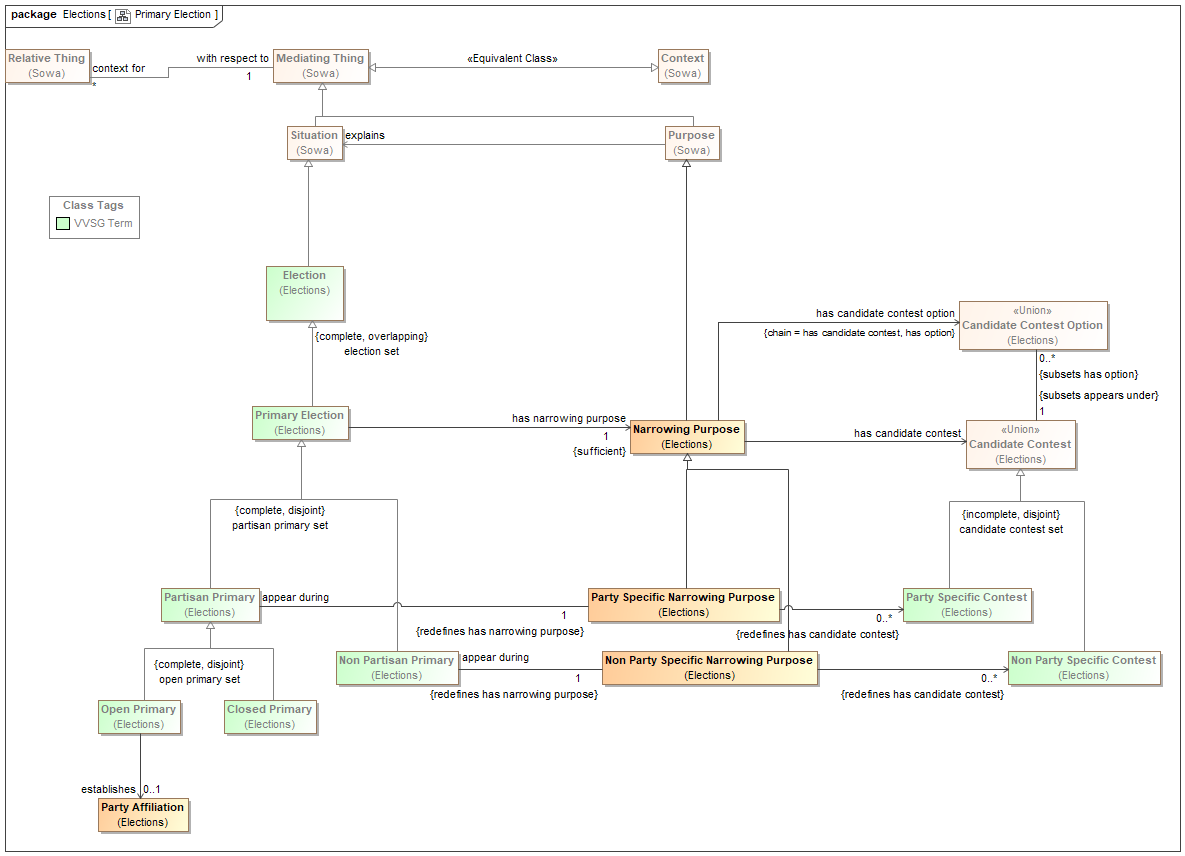 package Elections [ Primary Election ]
Relative Thing
(Sowa)
context for
*
with respect to
1
Mediating Thing
(Sowa)
«Equivalent Class»
Context
(Sowa)
Situation
(Sowa)
explains
Purpose
(Sowa)
Class Tags
VVSG Term
Election
(Elections)
{complete, overlapping}
election set
has candidate contest option
{chain = has candidate contest, has option}
«Union»
Candidate Contest Option
(Elections)
0..*
{subsets has option}
{subsets appears under}
1
Primary Election
(Elections)
has narrowing purpose
1
{sufficient}
Narrowing Purpose
(Elections)
has candidate contest
«Union»
Candidate Contest
(Elections)
{complete, disjoint}
partisan primary set
{incomplete, disjoint}
candidate contest set
Partisan Primary
(Elections)
appear during
1
{redefines has narrowing purpose}
Party Specific Narrowing Purpose
(Elections)
0..*
{redefines has candidate contest}
Party Specific Contest
(Elections)
Non Partisan Primary
(Elections)
appear during
1
{redefines has narrowing purpose}
Non Party Specific Narrowing Purpose
(Elections)
0..*
{redefines has candidate contest}
Non Party Specific Contest
(Elections)
{complete, disjoint}
open primary set
Open Primary
(Elections)
Closed Primary
(Elections)
establishes
0..1
Party Affiliation
(Elections)